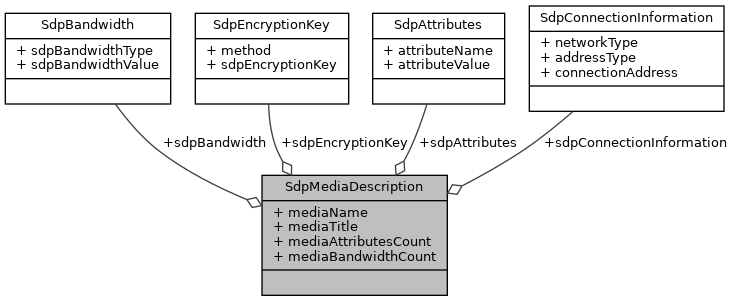 SdpBandwidth
+ sdpBandwidthType
+ sdpBandwidthValue
SdpEncryptionKey
+ method
+ sdpEncryptionKey
SdpAttributes
+ attributeName
+ attributeValue
SdpConnectionInformation
+ networkType
+ addressType
+ connectionAddress
+sdpBandwidth
+sdpEncryptionKey
+sdpAttributes
+sdpConnectionInformation
SdpMediaDescription
+ mediaName
+ mediaTitle
+ mediaAttributesCount
+ mediaBandwidthCount